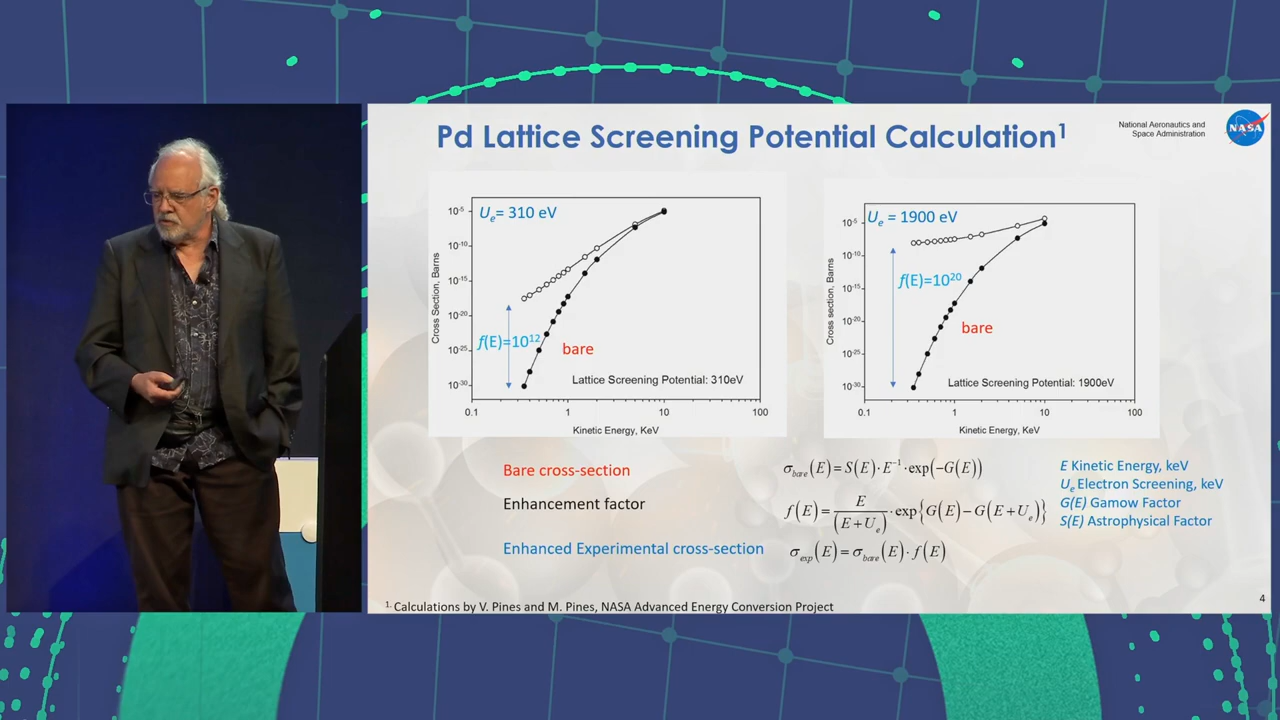 Pd Lattice Screening Potential Calculation¹
National Aeronautics and
Space Administration
NASA
Uₑ= 310 eV
10⁻⁵
10⁻¹⁰
10⁻¹⁵
10⁻²⁰
10⁻²⁵
10⁻³⁰
Cross Section, Barns
f(E)=10¹²
bare
Lattice Screening Potential: 310eV
0.1
1
10
100
Kinetic Energy, KeV
Uₑ = 1900 eV
10⁻⁵
10⁻¹⁰
10⁻¹⁵
10⁻²⁰
10⁻²⁵
10⁻³⁰
Cross section, Barns
f(E)=10²⁰
bare
Lattice Screening Potential: 1900eV
0.1
1
10
100
Kinetic Energy, KeV
Bare cross-section
σbare(E)=S(E)·E⁻¹·exp(−G(E))
Enhancement factor
f(E)=E/(E+Uₑ)·exp{G(E)−G(E+Uₑ)}
Enhanced Experimental cross-section
σexp(E)=σbare(E)·f(E)
E Kinetic Energy, keV
Uₑ Electron Screening, keV
G(E) Gamow Factor
S(E) Astrophysical Factor
1. Calculations by V. Pines and M. Pines, NASA Advanced Energy Conversion Project
4